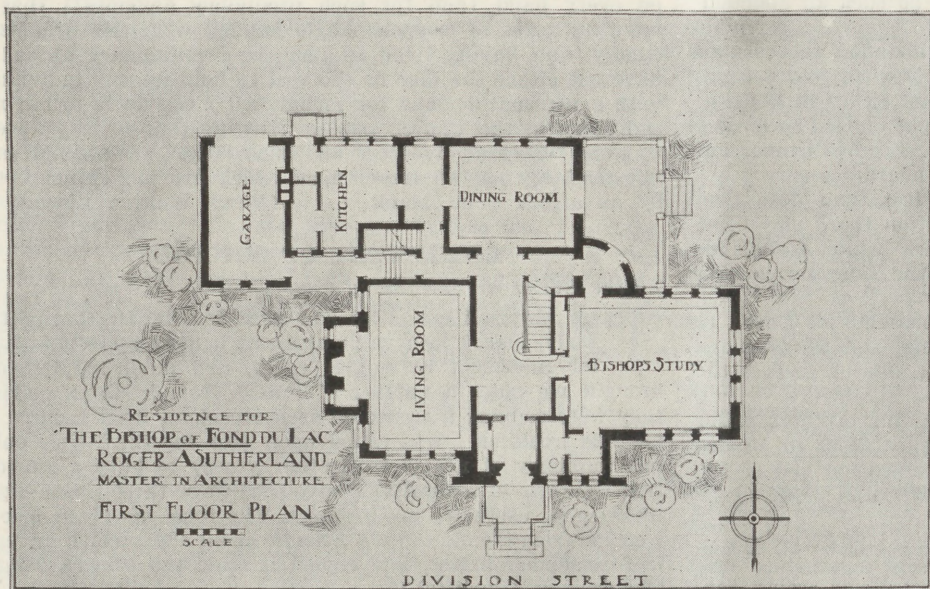 GARAGE
KITCHEN
DINING ROOM
LIVING ROOM
BISHOP'S STUDY
RESIDENCE FOR
THE BISHOP OF FOND DU LAC
ROGER A SUTHERLAND
MASTER IN ARCHITECTURE
FIRST FLOOR PLAN
SCALE
DIVISION STREET